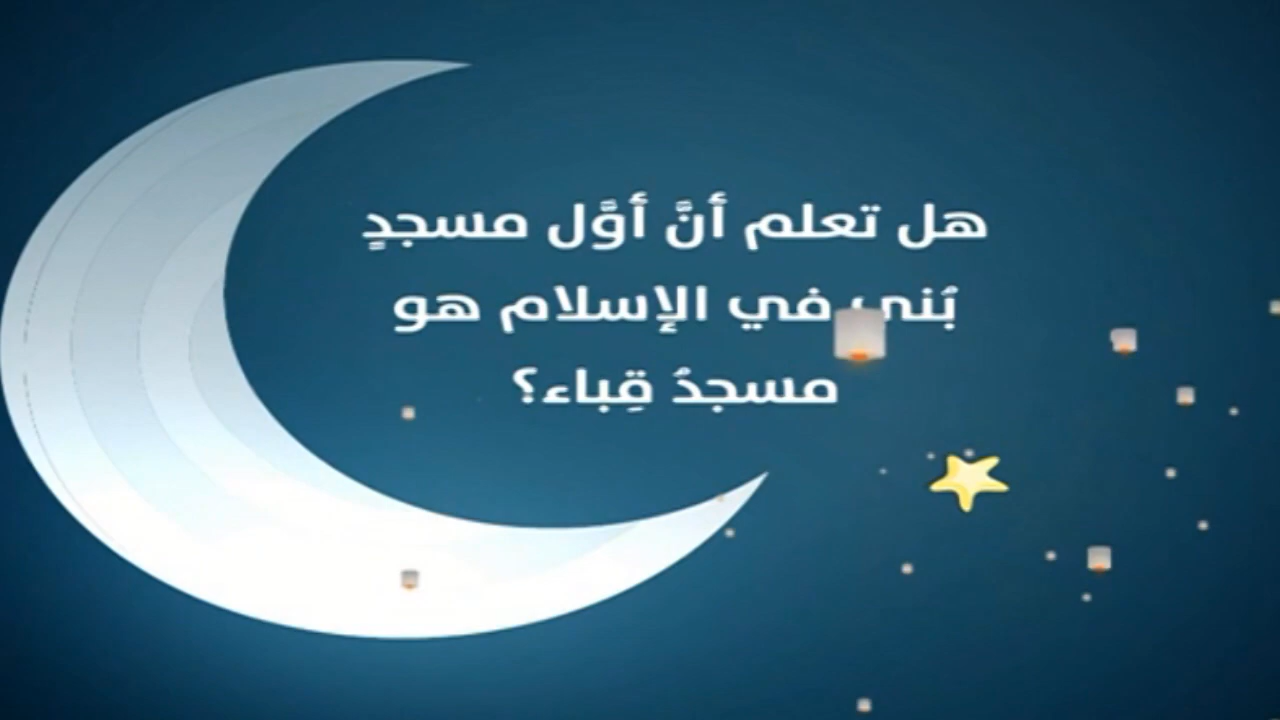 هل تعلم أنَّ أوَّل مسجدٍ
بُني في الإسلام هو
مسجدُ قِباء؟